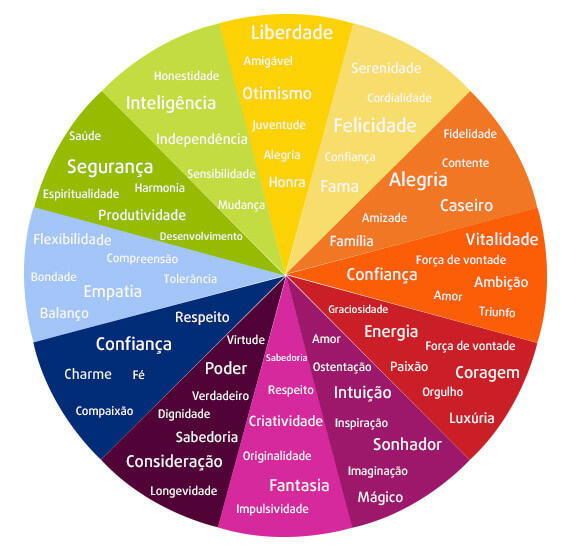 Liberdade
Amigável
Otimismo
Juventude
Alegria
Honra
Serenidade
Cordialidade
Felicidade
Confiança
Fama
Fidelidade
Contente
Alegria
Caseiro
Amizade
Família
Vitalidade
Força de vontade
Confiança
Ambição
Amor
Triunfo
Graciosidade
Energia
Força de vontade
Paixão
Coragem
Orgulho
Luxúria
Amor
Ostentação
Intuição
Inspiração
Sonhador
Imaginação
Mágico
Sabedoria
Respeito
Criatividade
Originalidade
Fantasia
Impulsividade
Virtude
Poder
Verdadeiro
Dignidade
Sabedoria
Consideração
Longevidade
Respeito
Confiança
Charme
Fé
Compaixão
Flexibilidade
Compreensão
Bondade
Tolerância
Empatia
Balanço
Saúde
Segurança
Harmonia
Espiritualidade
Produtividade
Desenvolvimento
Honestidade
Inteligência
Independência
Sensibilidade
Mudança